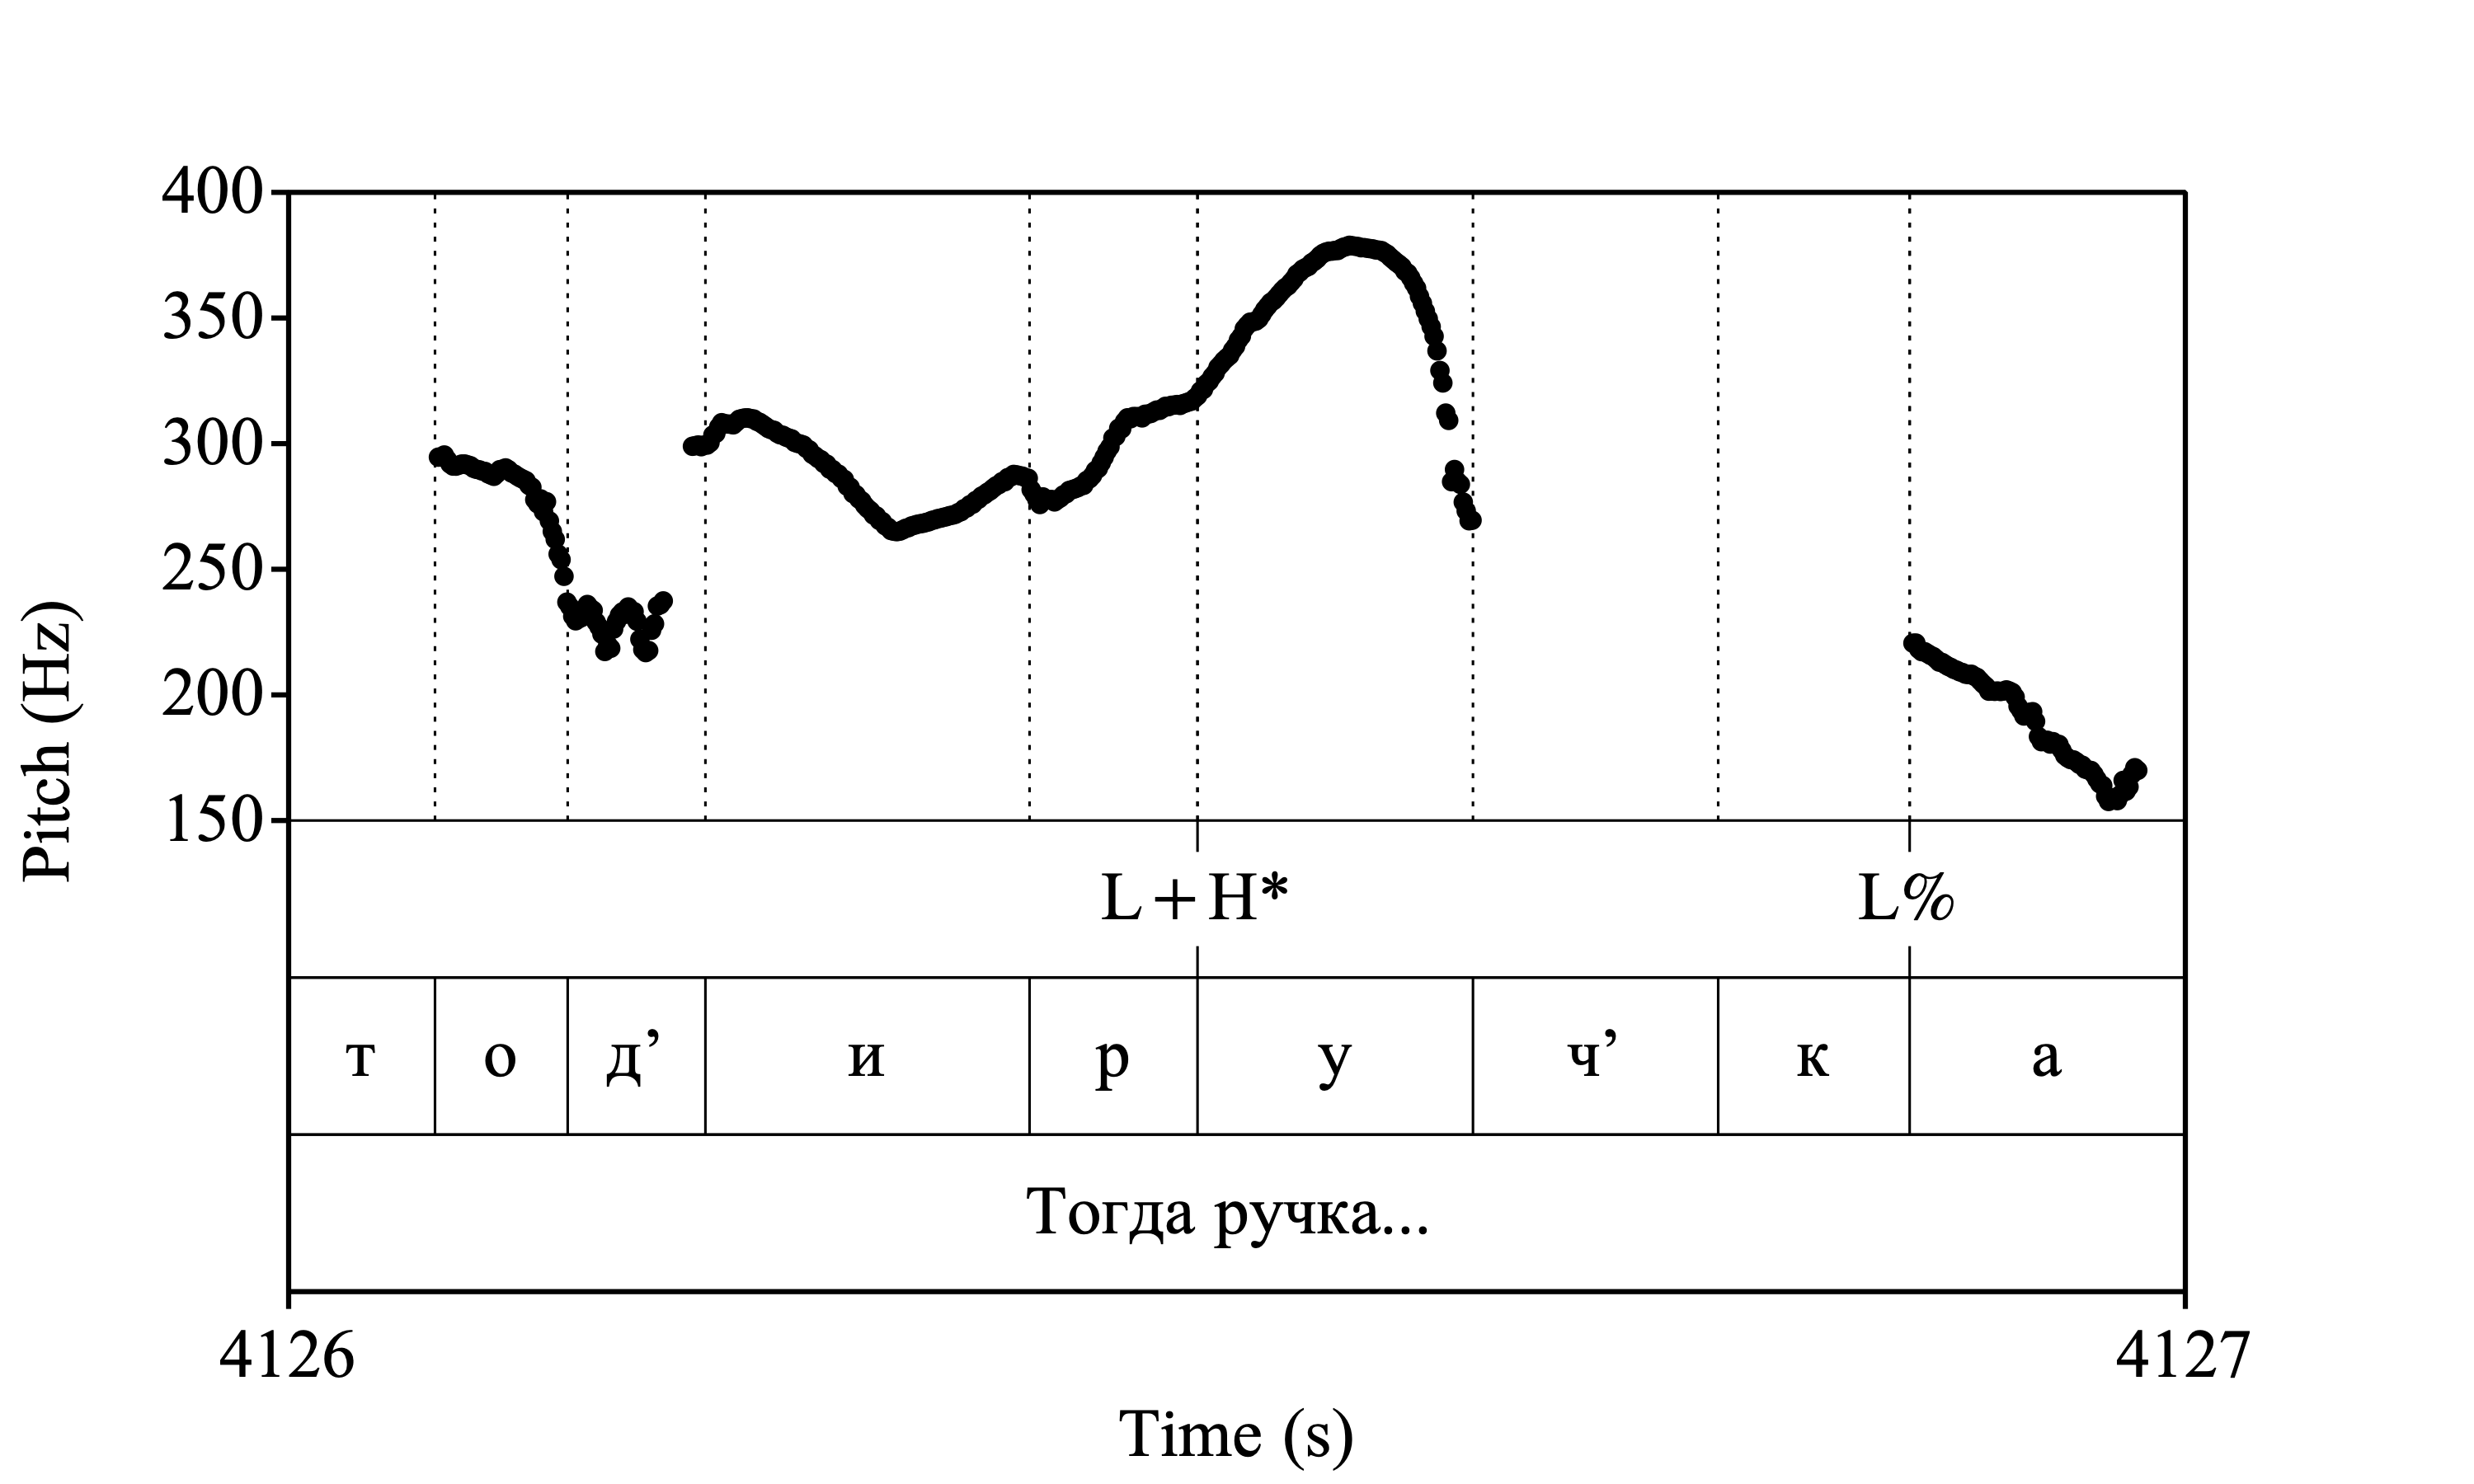 400
350
300
250
200
150
Pitch (Hz)
L+H* L%
т о д’ и р у ч’ к а
Тогда ручка...
4126 4127
Time (s)